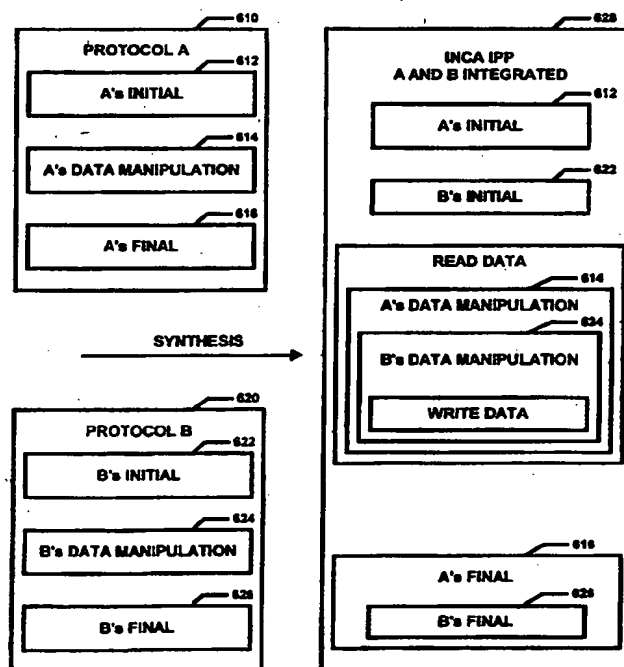 610
PROTOCOL A
612
A's INITIAL
614
A's DATA MANIPULATION
616
A's FINAL
SYNTHESIS
620
PROTOCOL B
622
B's INITIAL
624
B's DATA MANIPULATION
626
B's FINAL
628
INCA IPP
A AND B INTEGRATED
612
A's INITIAL
622
B's INITIAL
READ DATA
614
A's DATA MANIPULATION
624
B's DATA MANIPULATION
WRITE DATA
616
A's FINAL
626
B's FINAL